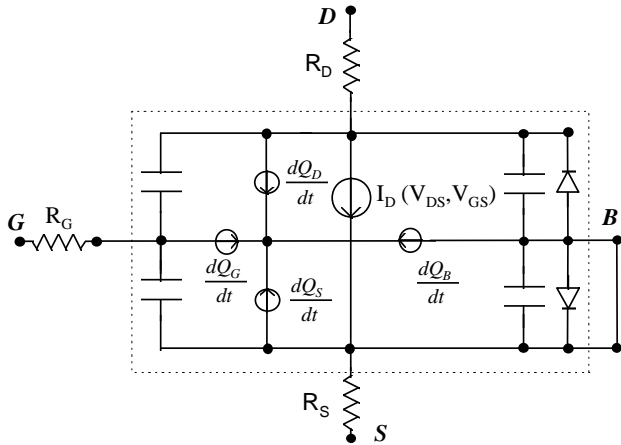 D
R_D
dQ_D
dt
I_D (V_DS,V_GS)
G
R_G
B
dQ_G
dt
dQ_S
dt
dQ_B
dt
R_S
S